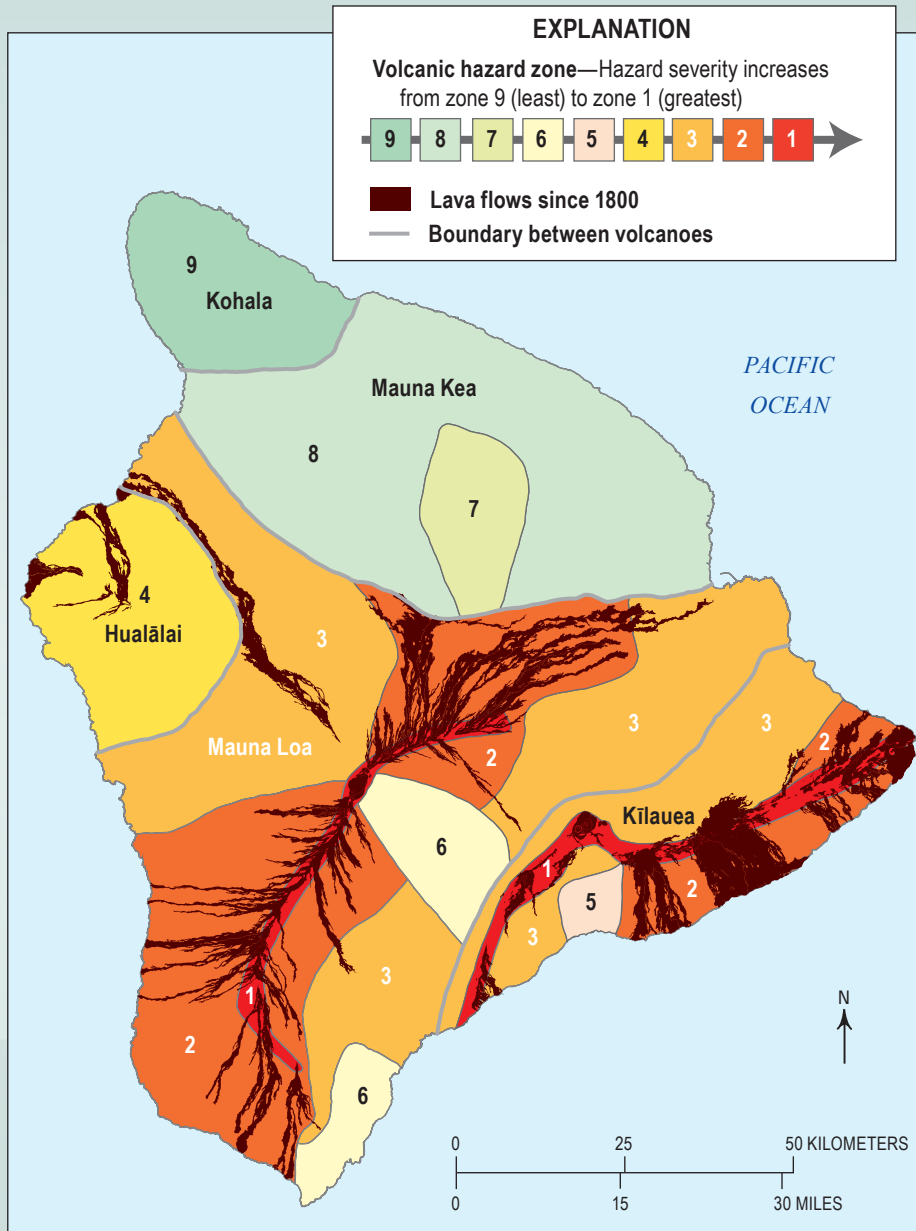 EXPLANATION
Volcanic hazard zone—Hazard severity increases
from zone 9 (least) to zone 1 (greatest)
9 8 7 6 5 4 3 2 1
Lava flows since 1800
Boundary between volcanoes
9
Kohala
PACIFIC
OCEAN
Mauna Kea
8
7
4
Hualālai
3
Mauna Loa
3
3
2
2
Kīlauea
6
1
5
2
3
3
1
2
6
N
0 25 50 KILOMETERS
0 15 30 MILES